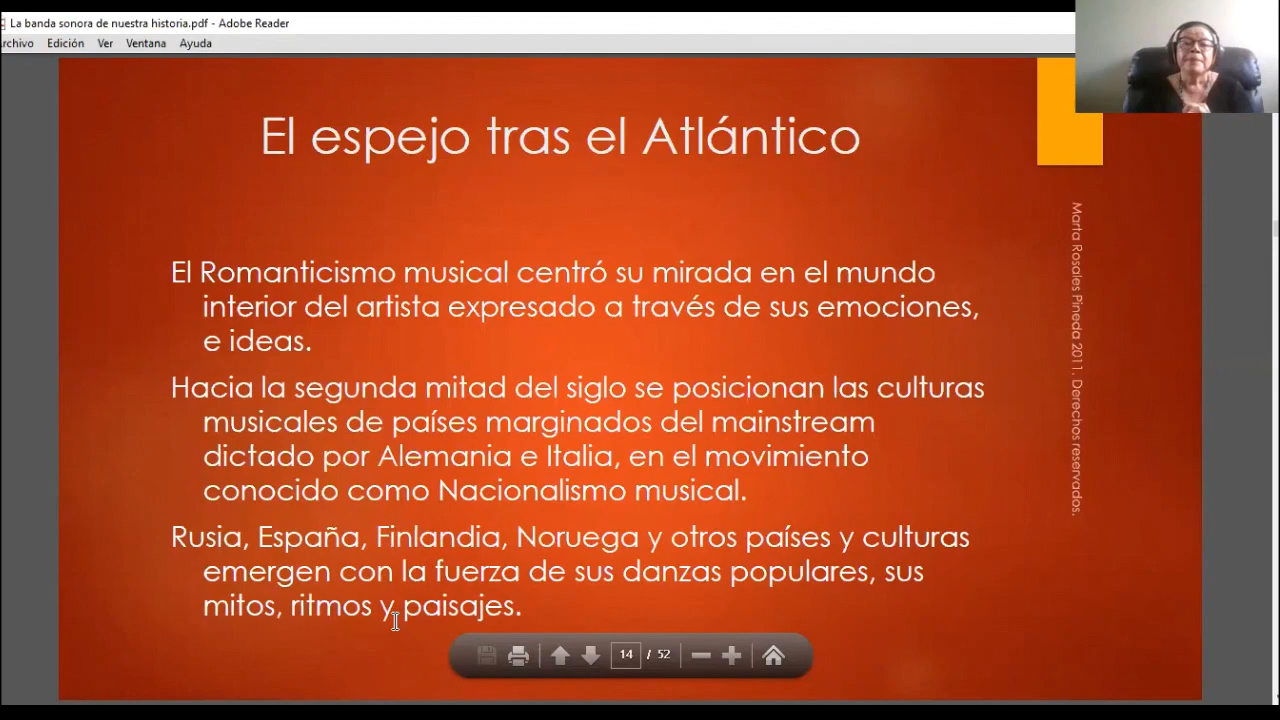 La banda sonora de nuestra historia.pdf - Adobe Reader
rchivo Edición Ver Ventana Ayuda
El espejo tras el Atlántico
El Romanticismo musical centró su mirada en el mundo
interior del artista expresado a través de sus emociones,
e ideas.
Hacia la segunda mitad del siglo se posicionan las culturas
musicales de países marginados del mainstream
dictado por Alemania e Italia, en el movimiento
conocido como Nacionalismo musical.
Rusia, España, Finlandia, Noruega y otros países y culturas
emergen con la fuerza de sus danzas populares, sus
mitos, ritmos y paisajes.
Marta Rosales Pineda 2011. Derechos reservados.
14 / 52